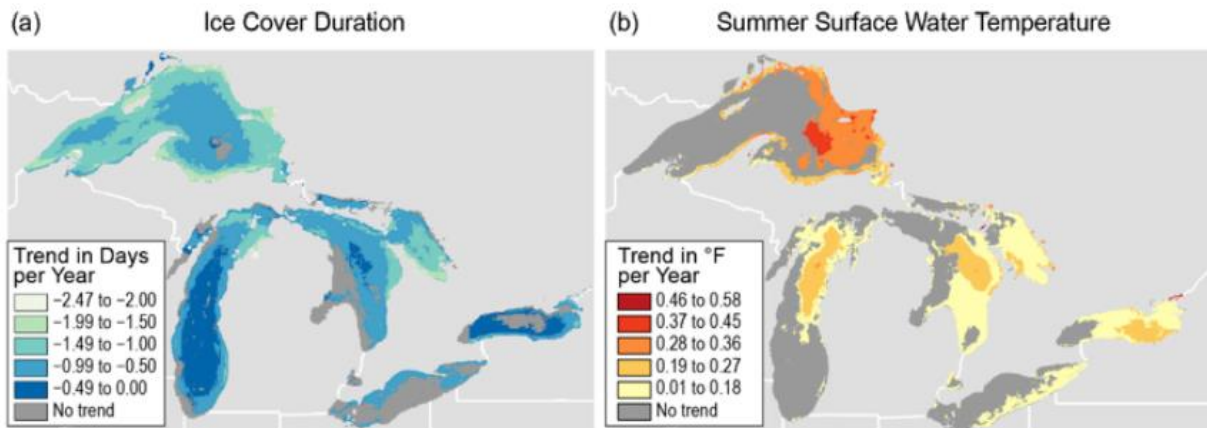 (a) Ice Cover Duration
(b) Summer Surface Water Temperature
Trend in Days
per Year
−2.47 to −2.00
−1.99 to −1.50
−1.49 to −1.00
−0.99 to −0.50
−0.49 to 0.00
No trend
Trend in °F
per Year
0.46 to 0.58
0.37 to 0.45
0.28 to 0.36
0.19 to 0.27
0.01 to 0.18
No trend